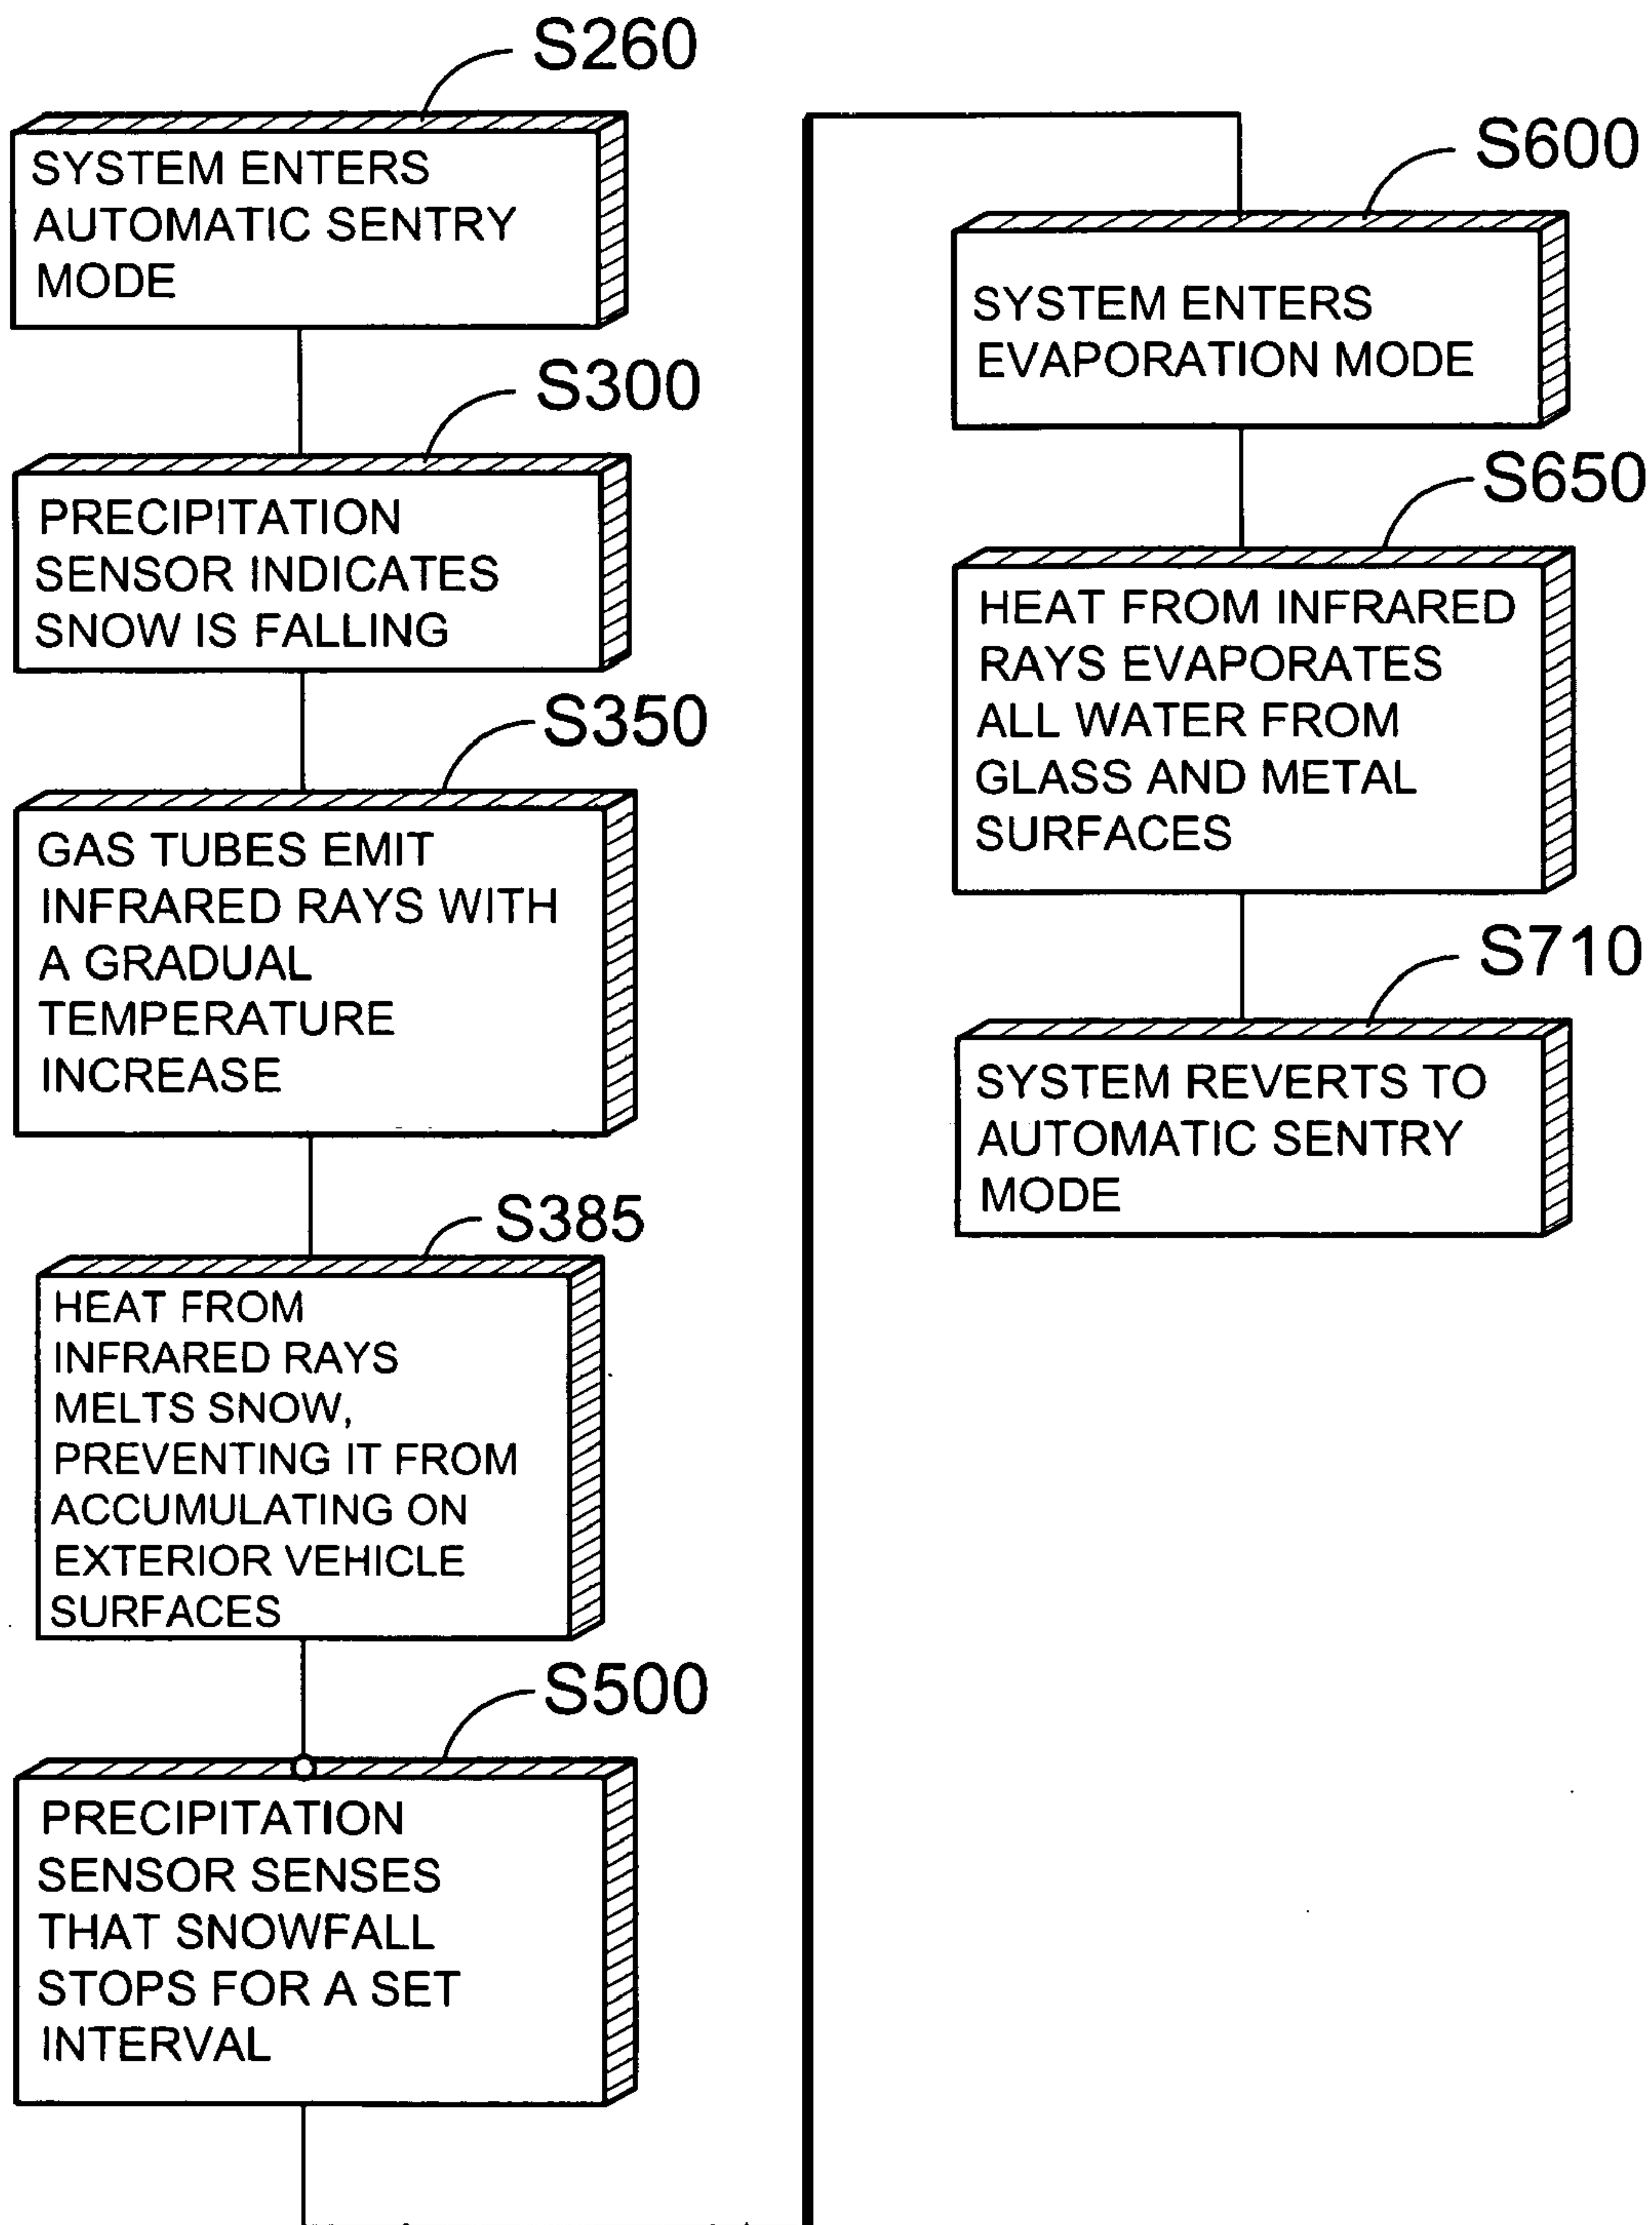 S260
SYSTEM ENTERS
AUTOMATIC SENTRY
MODE
S300
PRECIPITATION
SENSOR INDICATES
SNOW IS FALLING
S350
GAS TUBES EMIT
INFRARED RAYS WITH
A GRADUAL
TEMPERATURE
INCREASE
S385
HEAT FROM
INFRARED RAYS
MELTS SNOW,
PREVENTING IT FROM
ACCUMULATING ON
EXTERIOR VEHICLE
SURFACES
S500
PRECIPITATION
SENSOR SENSES
THAT SNOWFALL
STOPS FOR A SET
INTERVAL
S600
SYSTEM ENTERS
EVAPORATION MODE
S650
HEAT FROM INFRARED
RAYS EVAPORATES
ALL WATER FROM
GLASS AND METAL
SURFACES
S710
SYSTEM REVERTS TO
AUTOMATIC SENTRY
MODE